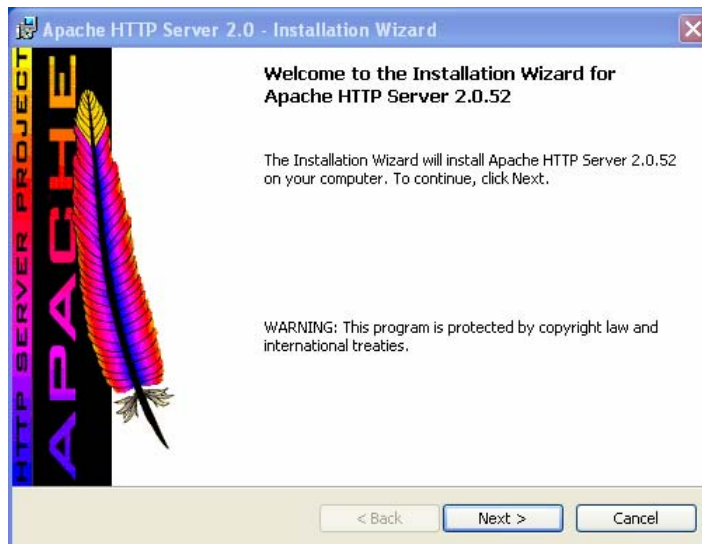 Apache HTTP Server 2.0 - Installation Wizard
HTTP SERVER PROJECT
APACHE
Welcome to the Installation Wizard for
Apache HTTP Server 2.0.52
The Installation Wizard will install Apache HTTP Server 2.0.52
on your computer. To continue, click Next.
WARNING: This program is protected by copyright law and
international treaties.
< Back
Next >
Cancel